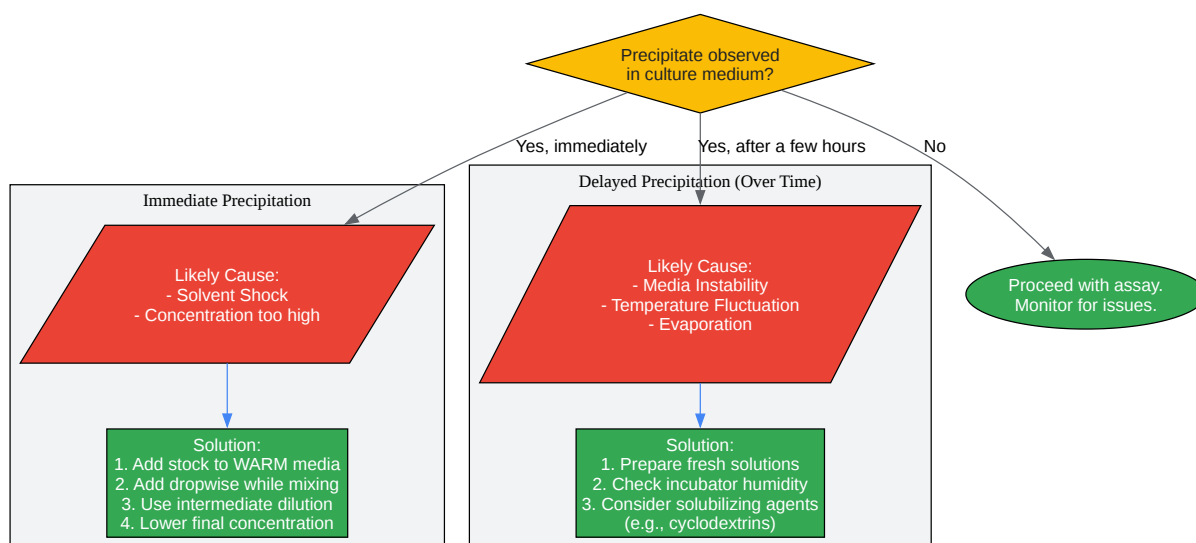 Precipitate observed
in culture medium?
Yes, immediately
Yes, after a few hours
No
Immediate Precipitation
Likely Cause:
- Solvent Shock
- Concentration too high
Solution:
1. Add stock to WARM media
2. Add dropwise while mixing
3. Use intermediate dilution
4. Lower final concentration
Delayed Precipitation (Over Time)
Likely Cause:
- Media Instability
- Temperature Fluctuation
- Evaporation
Solution:
1. Prepare fresh solutions
2. Check incubator humidity
3. Consider solubilizing agents
(e.g., cyclodextrins)
Proceed with assay.
Monitor for issues.